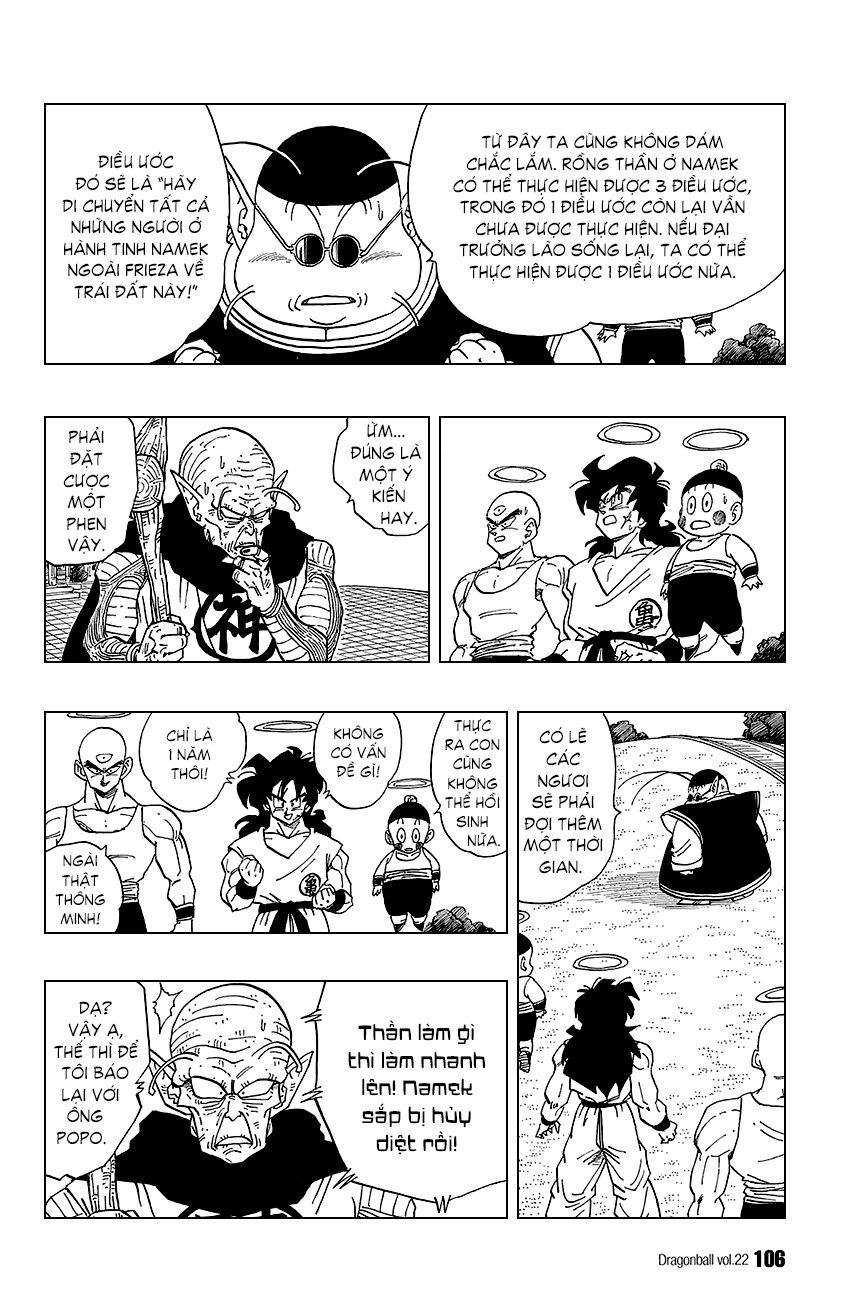 TỪ ĐÂY TA CŨNG KHÔNG DÁM
CHẮC LẮM. RỒNG THẦN Ở NAMEK
CÓ THỂ THỰC HIỆN ĐƯỢC 3 ĐIỀU ƯỚC,
TRONG ĐÓ 1 ĐIỀU ƯỚC CÒN LẠI VẪN
CHƯA ĐƯỢC THỰC HIỆN. NẾU ĐẠI
TRƯỞNG LÃO SỐNG LẠI, TA CÓ THỂ
THỰC HIỆN ĐƯỢC 1 ĐIỀU ƯỚC NỮA.
ĐIỀU ƯỚC
ĐÓ SẼ LÀ “HÃY
DI CHUYỂN TẤT CẢ
NHỮNG NGƯỜI Ở
HÀNH TINH NAMEK
NGOÀI FRIEZA VỀ
TRÁI ĐẤT NÀY!”
亀
ỪM...
ĐÚNG LÀ
MỘT Ý
KIẾN
HAY.
PHẢI
ĐẶT
CƯỢC
MỘT
PHEN
VẬY.
神
CÓ LẼ
CÁC
NGƯƠI
SẼ PHẢI
ĐỢI THÊM
MỘT THỜI
GIAN.
THỰC
RA CON
CŨNG
KHÔNG
THỂ HỒI
SINH
NỮA.
KHÔNG
CÓ VẤN
ĐỀ GÌ!
CHỈ LÀ
1 NĂM
THÔI!
亀
NGÀI
THẬT
THÔNG
MINH!
Thần làm gì
thì làm nhanh
lên! Namek
sắp bị hủy
diệt rồi!
DẠ?
VẬY Ạ,
THẾ THÌ ĐỂ
TÔI BÁO
LẠI VỚI
ÔNG
POPO.
Dragonball vol.22 106